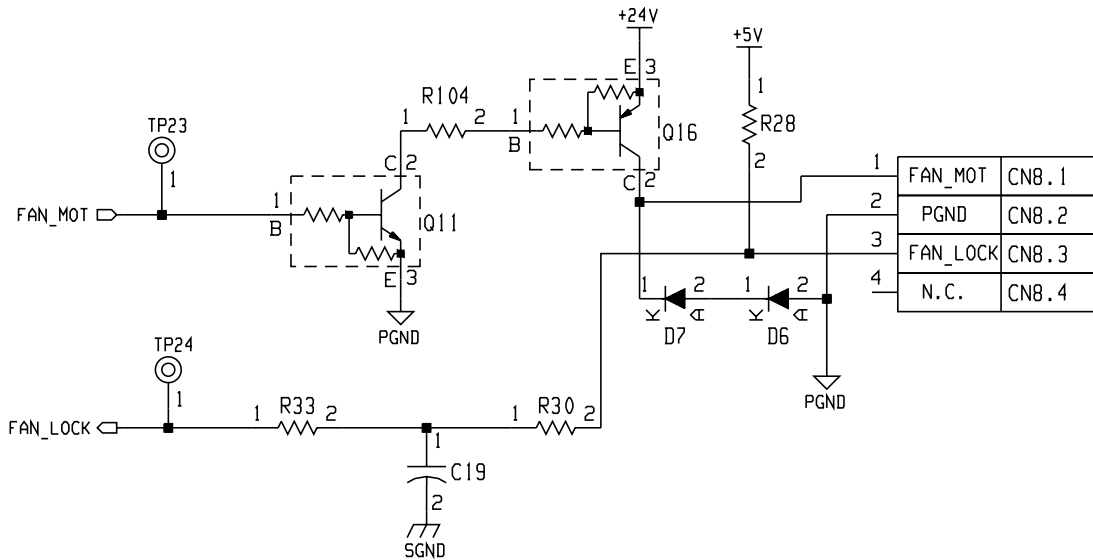 +24V
+5V
E 3
R104
1
1 2
1
B
Q16
R28
2
C 2
TP23
1
C 2
FAN_MOT
1
B
Q11
E 3
PGND
1 FAN_MOT CN8.1
2 PGND CN8.2
3 FAN_LOCK CN8.3
4 N.C. CN8.4
1 2 1 2
K A K A
D7 D6
PGND
TP24
1
FAN_LOCK
1 R33 2
1 R30 2
1
C19
2
SGND